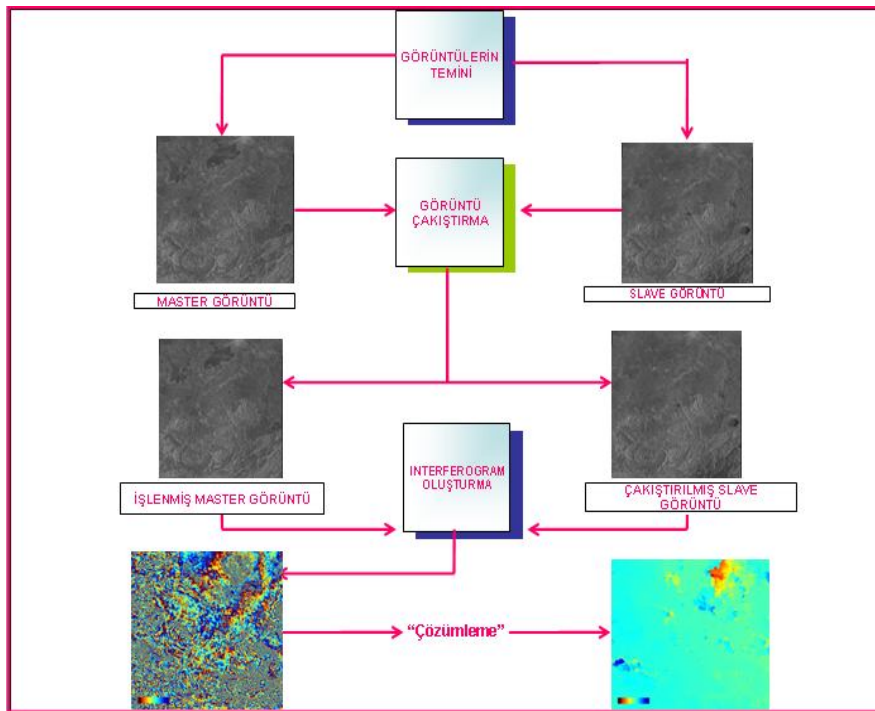 GÖRÜNTÜLERİN
TEMİNİ
GÖRÜNTÜ
ÇAKIŞTIRMA
MASTER GÖRÜNTÜ
SLAVE GÖRÜNTÜ
INTERFEROGRAM
OLUŞTURMA
İŞLENMİŞ MASTER GÖRÜNTÜ
ÇAKIŞTIRILMIŞ SLAVE
GÖRÜNTÜ
“Çözümleme”